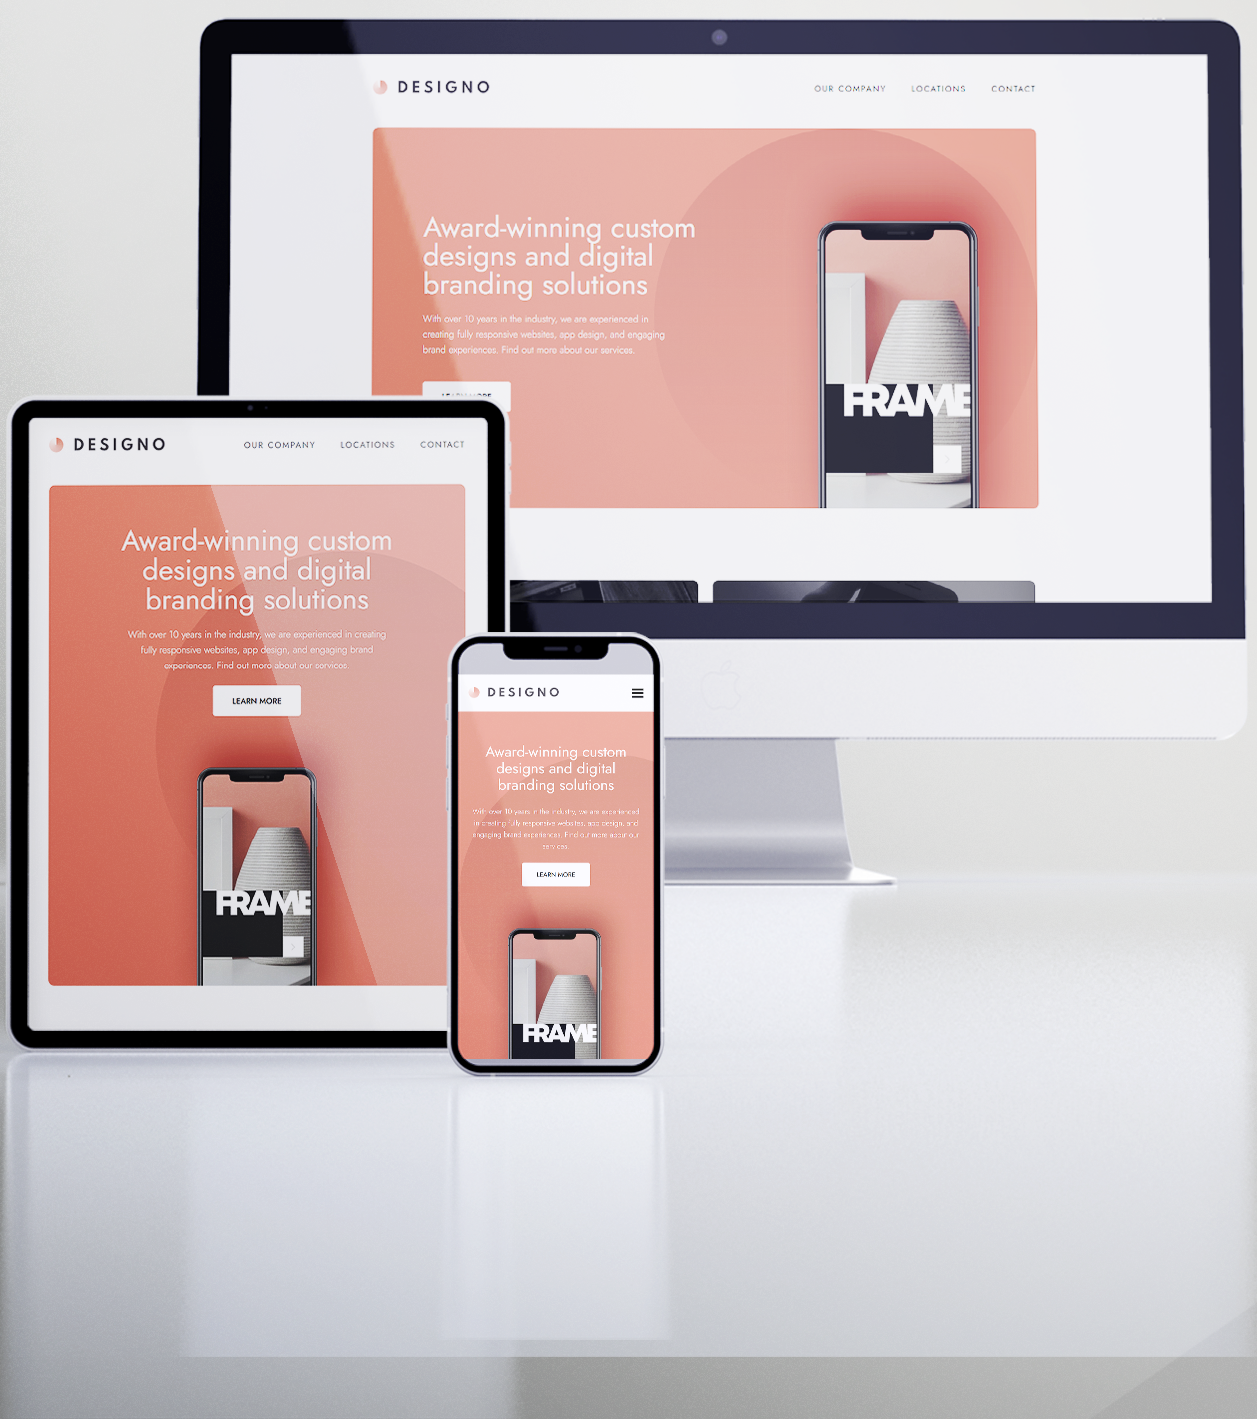 DESIGNO
OUR COMPANY LOCATIONS CONTACT
Award-winning custom
designs and digital
branding solutions
With over 10 years in the industry, we are experienced in
creating fully responsive websites, app design, and engaging
brand experiences. Find out more about our services.
LEARN MORE
FRAME
DESIGNO
OUR COMPANY LOCATIONS CONTACT
Award-winning custom
designs and digital
branding solutions
With over 10 years in the industry, we are experienced in creating
fully responsive websites, app design, and engaging brand
experiences. Find out more about our services.
LEARN MORE
FRAME
DESIGNO
Award-winning custom
designs and digital
branding solutions
With over 10 years in the industry, we are experienced
in creating fully responsive websites, app design, and
engaging brand experiences. Find out more about our
services.
LEARN MORE
FRAME